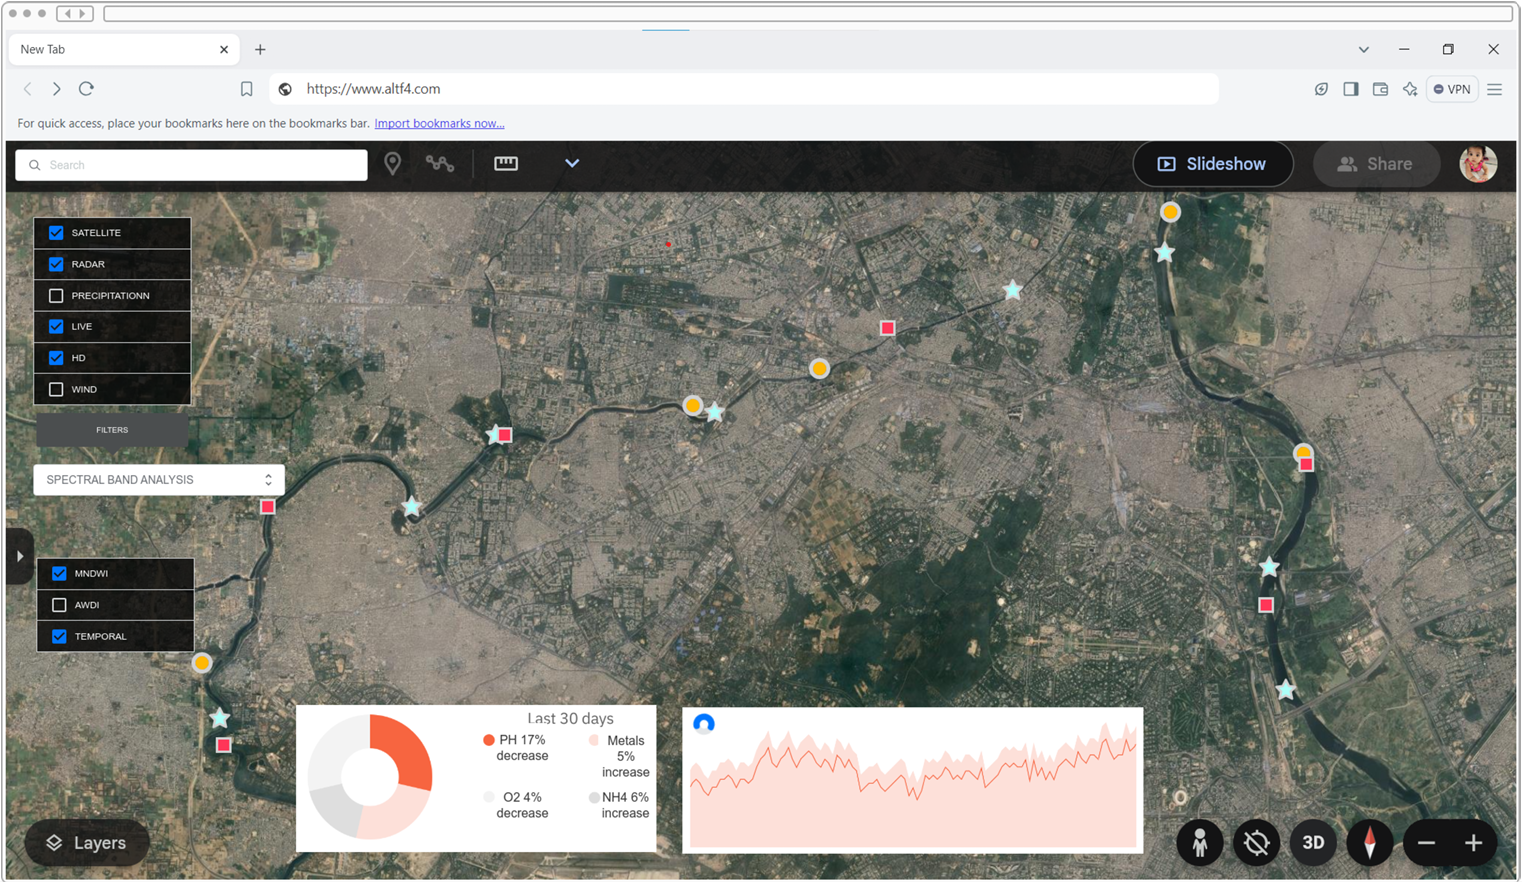 New Tab
https://www.altf4.com
VPN
For quick access, place your bookmarks here on the bookmarks bar. Import bookmarks now...
Search
Slideshow
Share
SATELLITE
RADAR
PRECIPITATIONN
LIVE
HD
WIND
FILTERS
SPECTRAL BAND ANALYSIS
MNDWI
AWDI
TEMPORAL
Last 30 days
PH 17%
decrease
Metals
5%
increase
O2 4%
decrease
NH4 6%
increase
Layers
3D